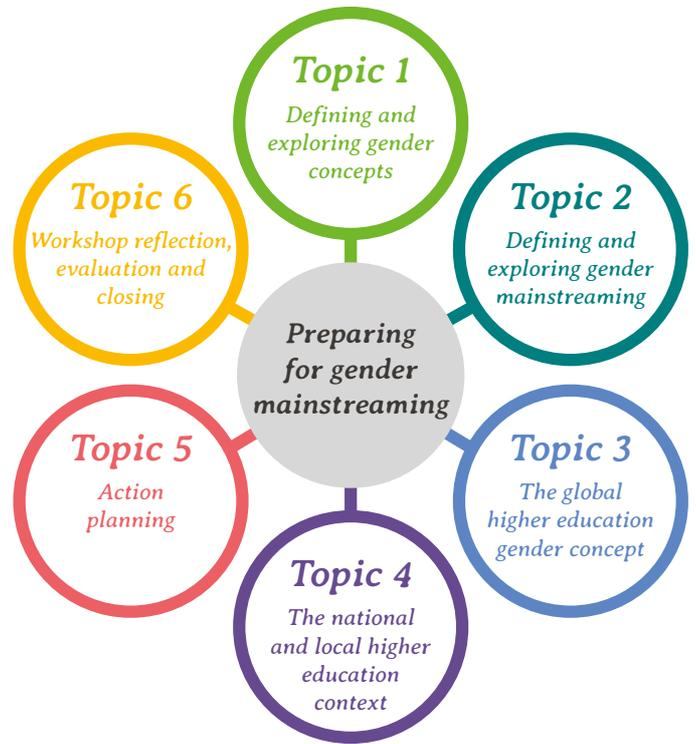 Topic 1
Defining and
exploring gender
concepts
Topic 2
Defining and
exploring gender
mainstreaming
Topic 3
The global
higher education
gender concept
Topic 4
The national
and local higher
education
context
Topic 5
Action
planning
Topic 6
Workshop reflection,
evaluation and
closing
Preparing
for gender
mainstreaming